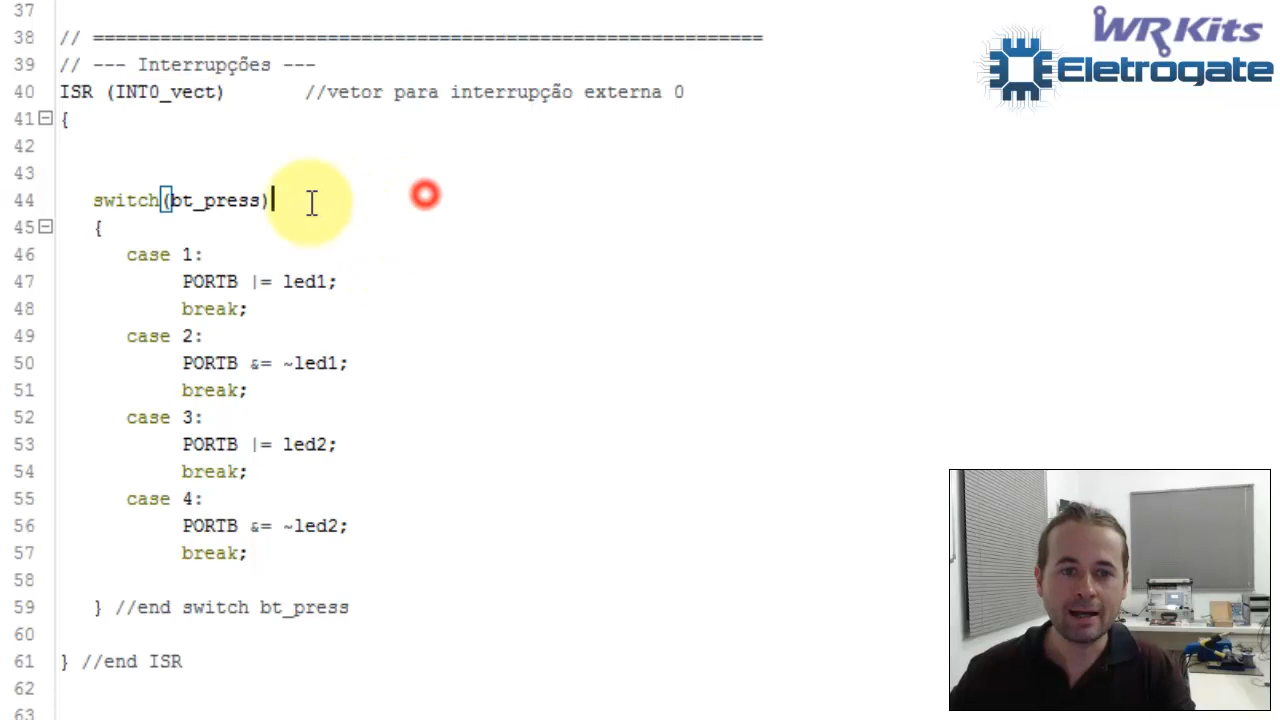 37
38 // ============================================================
39 // --- Interrupções ---
40 ISR (INT0_vect) //vetor para interrupção externa 0
41 {
42
43
44 switch(bt_press)
45 {
46 case 1:
47 PORTB |= led1;
48 break;
49 case 2:
50 PORTB &= ~led1;
51 break;
52 case 3:
53 PORTB |= led2;
54 break;
55 case 4:
56 PORTB &= ~led2;
57 break;
58
59 } //end switch bt_press
60
61 } //end ISR
62
63
WR Kits
Eletrogate